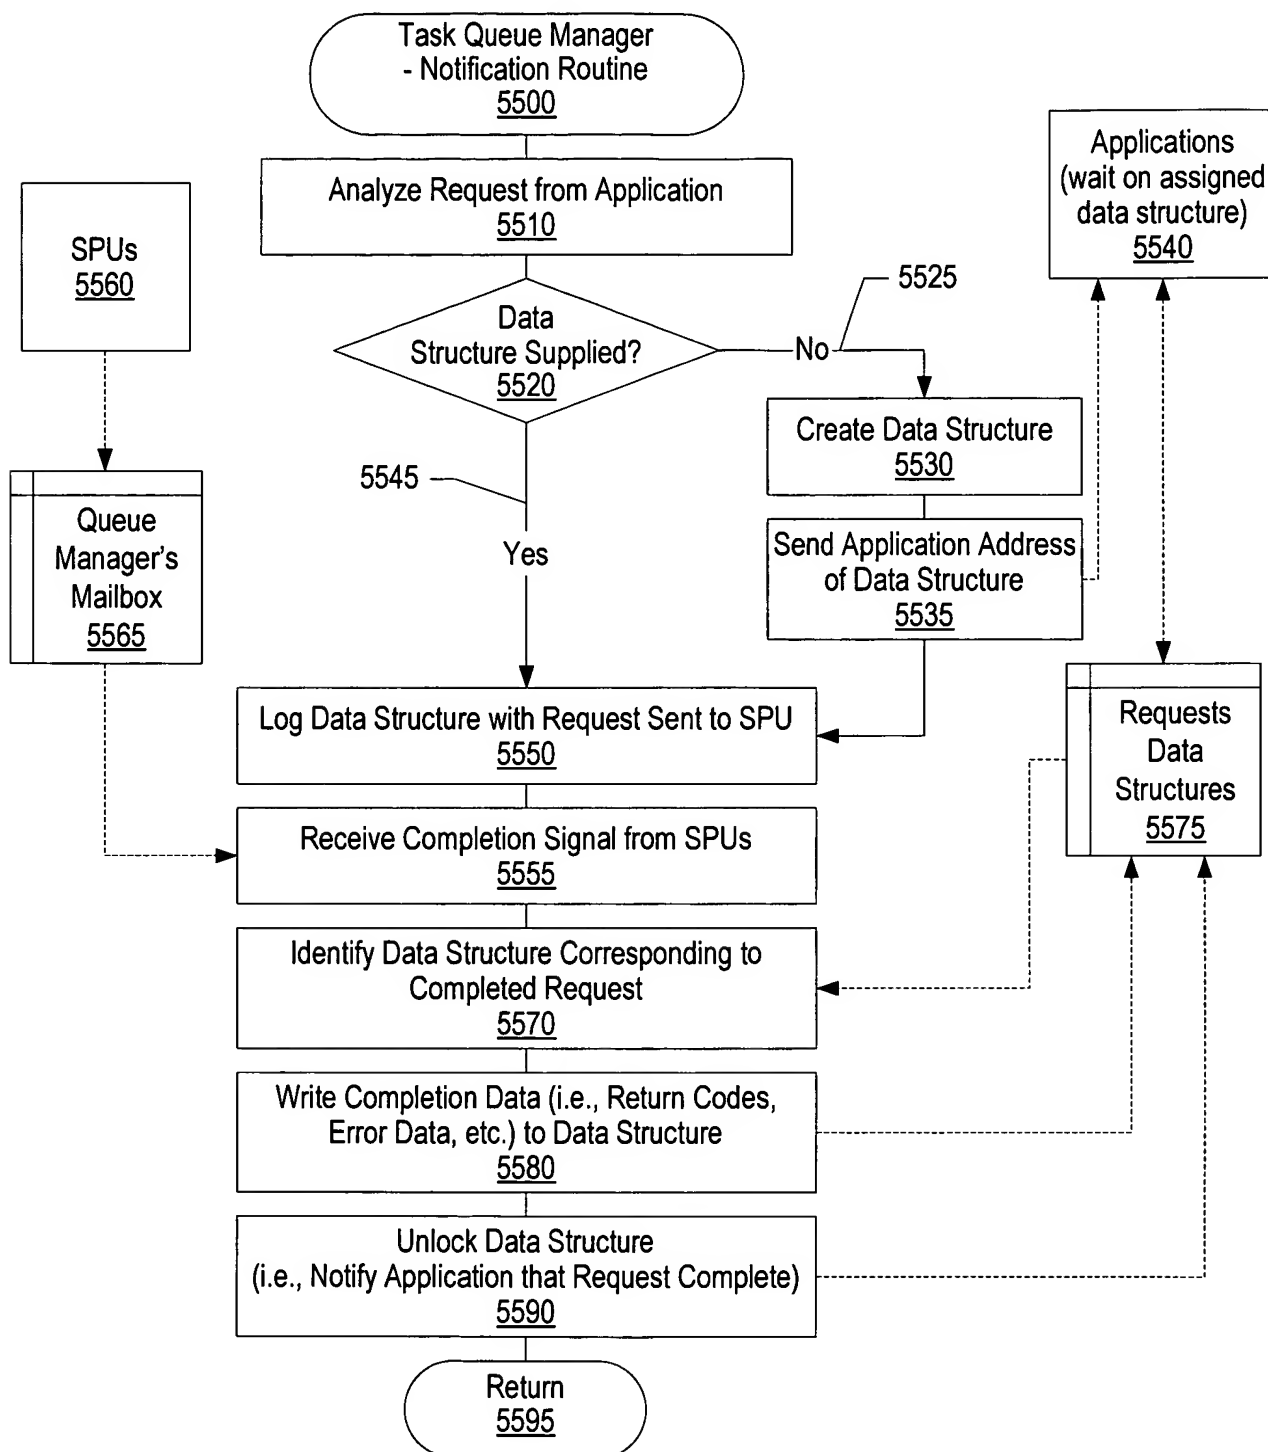 Task Queue Manager
- Notification Routine
5500
Analyze Request from Application
5510
Applications
(wait on assigned
data structure)
5540
SPUs
5560
Data
Structure Supplied?
5520
5525
No
Create Data Structure
5530
5545
Yes
Send Application Address
of Data Structure
5535
Queue
Manager's
Mailbox
5565
Log Data Structure with Request Sent to SPU
5550
Requests
Data
Structures
5575
Receive Completion Signal from SPUs
5555
Identify Data Structure Corresponding to
Completed Request
5570
Write Completion Data (i.e., Return Codes,
Error Data, etc.) to Data Structure
5580
Unlock Data Structure
(i.e., Notify Application that Request Complete)
5590
Return
5595